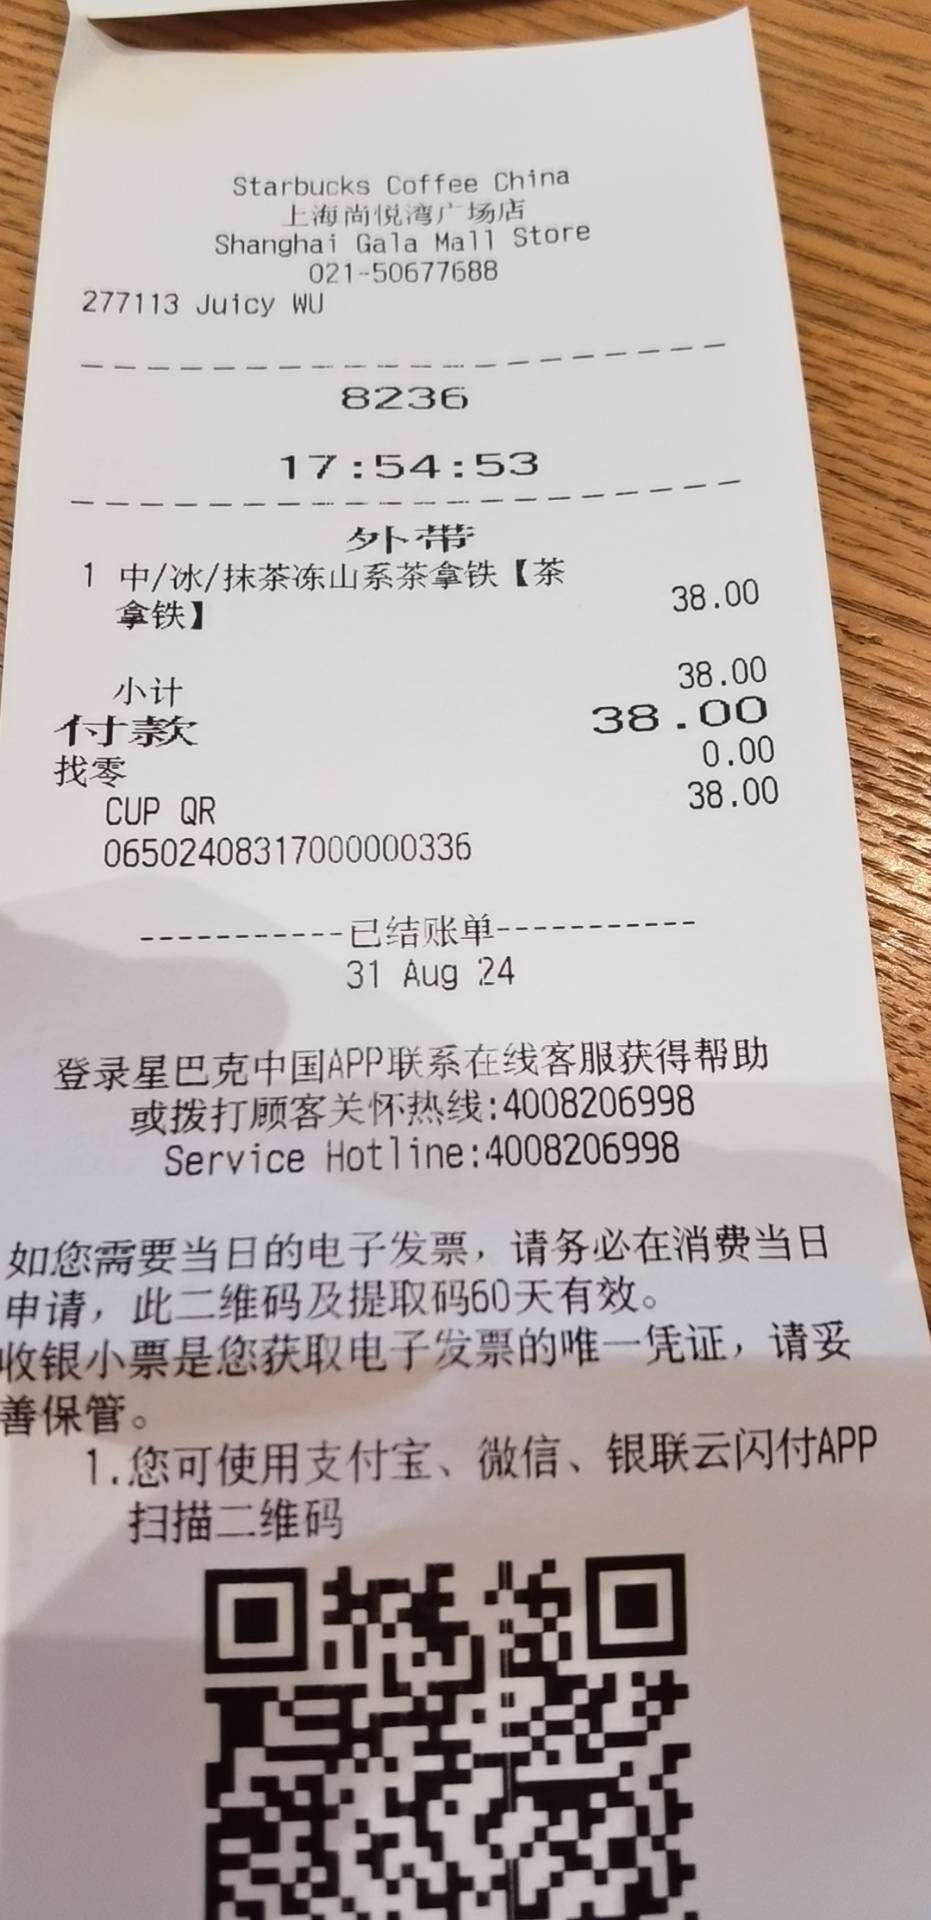 Starbucks Coffee China
上海尚悦湾广场店
Shanghai Gala Mall Store
021-50677688
277113 Juicy WU
8236
17:54:53
外带
1 中/冰/抹茶冻山系茶拿铁【茶
拿铁】 38.00
小计 38.00
付款 38.00
找零 0.00
CUP QR 38.00
06502408317000000336
-----------已结账单-----------
31 Aug 24
登录星巴克中国APP联系在线客服获得帮助
或拨打顾客关怀热线:4008206998
Service Hotline:4008206998
如您需要当日的电子发票，请务必在消费当日
申请，此二维码及提取码60天有效。
收银小票是您获取电子发票的唯一凭证，请妥
善保管。
1.您可使用支付宝、微信、银联云闪付APP
扫描二维码